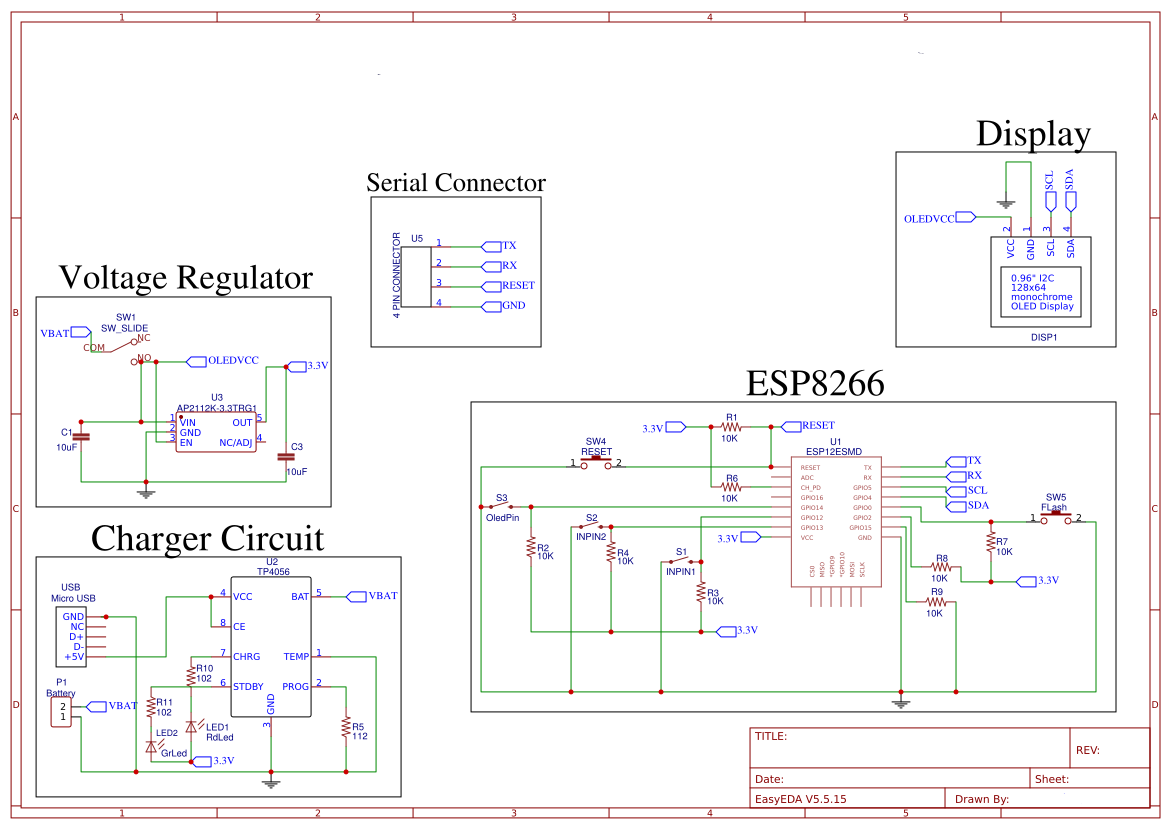 1 2 3 4 5
A A
B B
C C
D D
1 2 3 4 5
Display
SCL
SDA
OLEDVCC
2 1 3 4
VCC GND SCL SDA
0.96" I2C
128x64
monochrome
OLED Display
DISP1
Serial Connector
U5
4 PIN CONNECTOR
1 TX
2 RX
3 RESET
4 GND
Voltage Regulator
SW1
SW_SLIDE
VBAT
NC
COM
NO
OLEDVCC
3.3V
U3
AP2112K-3.3TRG1
1 VIN OUT 5
2 GND
3 EN NC/ADJ 4
C1
10uF
C3
10uF
Charger Circuit
U2
TP4056
USB
Micro USB
GND
NC
D+
D-
+5V
4 VCC BAT 5
VBAT
8 CE
7 CHRG TEMP 1
6 STDBY PROG 2
GND
3
R10
102
R11
102
P1
Battery
2
1
VBAT
LED2
GrLed
LED1
RdLed
3.3V
R5
112
ESP8266
3.3V
R1
10K
RESET
SW4
RESET
1 2
R6
10K
U1
ESP12ESMD
RESET TX
ADC RX
CH_PD GPIO5
GPIO16 GPIO4
GPIO14 GPIO0
GPIO12 GPIO2
GPIO13 GPIO15
VCC GND
CS0
MISO
*GPIO9
*GPIO10
MOSI
SCLK
TX
RX
SCL
SDA
S3
OledPin
S2
INPIN2
S1
INPIN1
3.3V
R2
10K
R4
10K
R3
10K
3.3V
SW5
FLash
1 2
R7
10K
R8
10K
3.3V
R9
10K
TITLE:
REV:
Date:
Sheet:
EasyEDA V5.5.15
Drawn By: